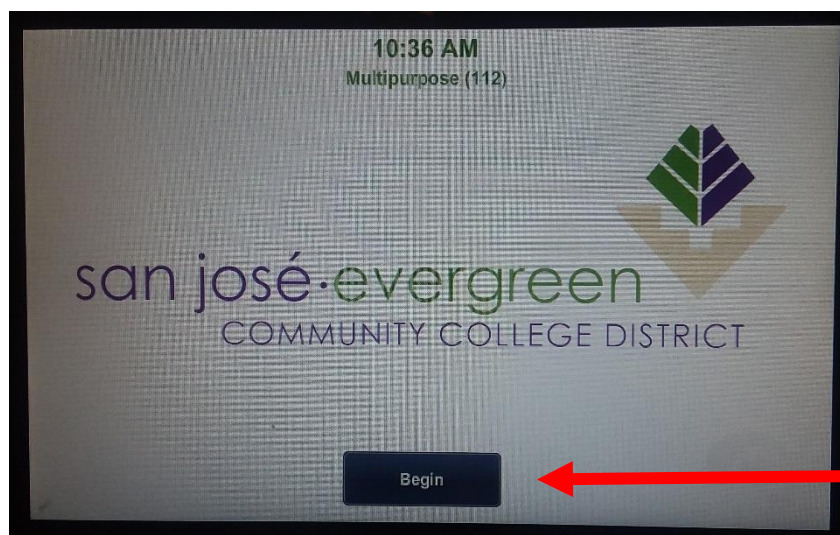 10:36 AM
Multipurpose (112)
san josé·evergreen
COMMUNITY COLLEGE DISTRICT
Begin